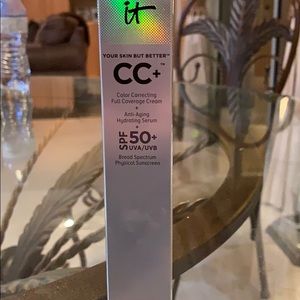 it
YOUR SKIN BUT BETTER™
CC+™
Color Correcting
Full Coverage Cream
+
Anti-Aging
Hydrating Serum
+
SPF 50+
UVA/UVB
Broad Spectrum
Physical Sunscreen